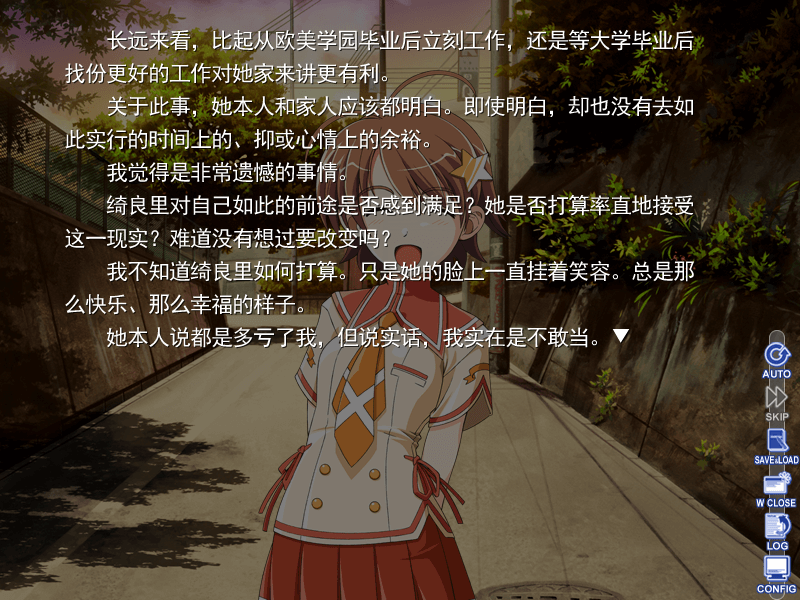 长远来看，比起从欧美学园毕业后立刻工作，还是等大学毕业后
找份更好的工作对她家来讲更有利。
关于此事，她本人和家人应该都明白。即使明白，却也没有去如
此实行的时间上的、抑或心情上的余裕。
我觉得是非常遗憾的事情。
绮良里对自己如此的前途是否感到满足？她是否打算率直地接受
这一现实？难道没有想过要改变吗？
我不知道绮良里如何打算。只是她的脸上一直挂着笑容。总是那
么快乐、那么幸福的样子。
她本人说都是多亏了我，但说实话，我实在是不敢当。▼
AUTO
SKIP
SAVE&LOAD
W CLOSE
LOG
CONFIG